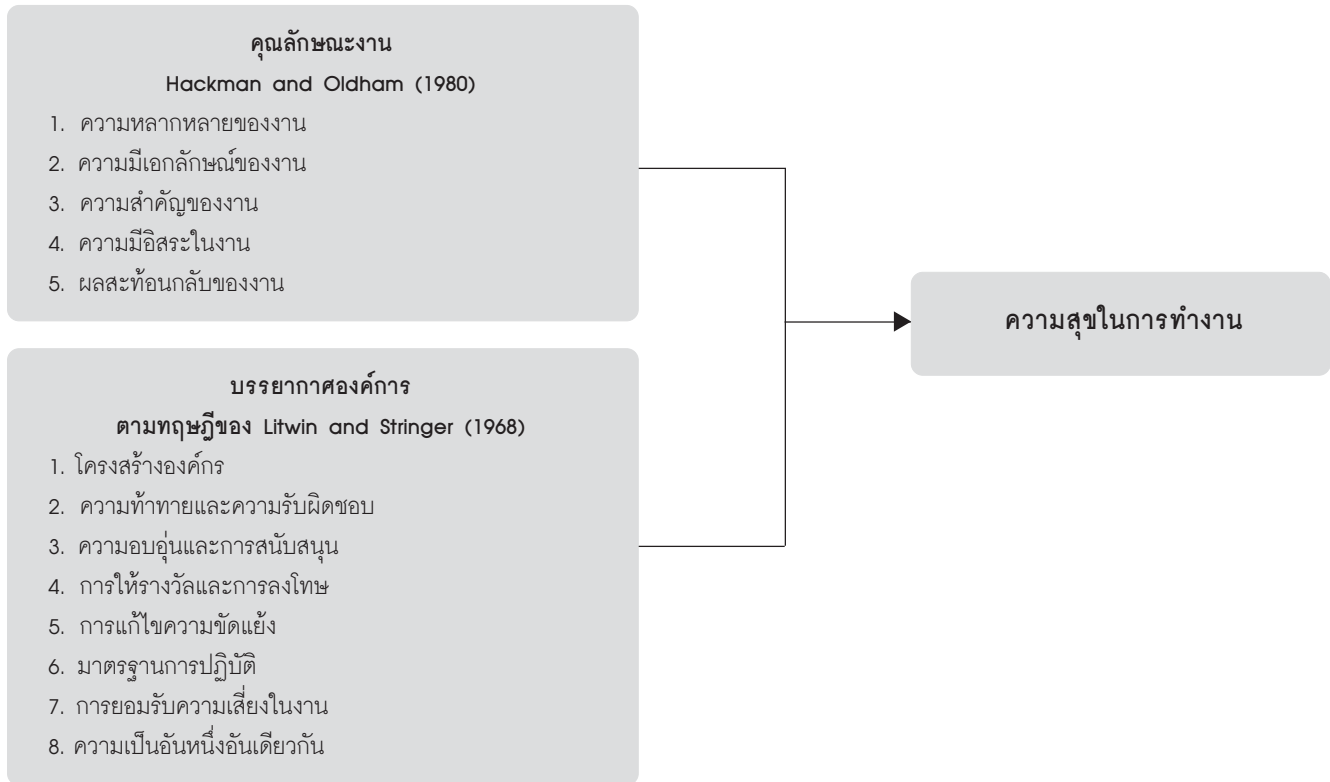 คุณลักษณะงาน
Hackman and Oldham (1980)
1. ความหลากหลายของงาน
2. ความมีเอกลักษณ์ของงาน
3. ความสำคัญของงาน
4. ความมีอิสระในงาน
5. ผลสะท้อนกลับของงาน
ความสุขในการทำงาน
บรรยากาศองค์การ
ตามทฤษฎีของ Litwin and Stringer (1968)
1. โครงสร้างองค์กร
2. ความท้าทายและความรับผิดชอบ
3. ความอบอุ่นและการสนับสนุน
4. การให้รางวัลและการลงโทษ
5. การแก้ไขความขัดแย้ง
6. มาตรฐานการปฏิบัติ
7. การยอมรับความเสี่ยงในงาน
8. ความเป็นอันหนึ่งอันเดียวกัน